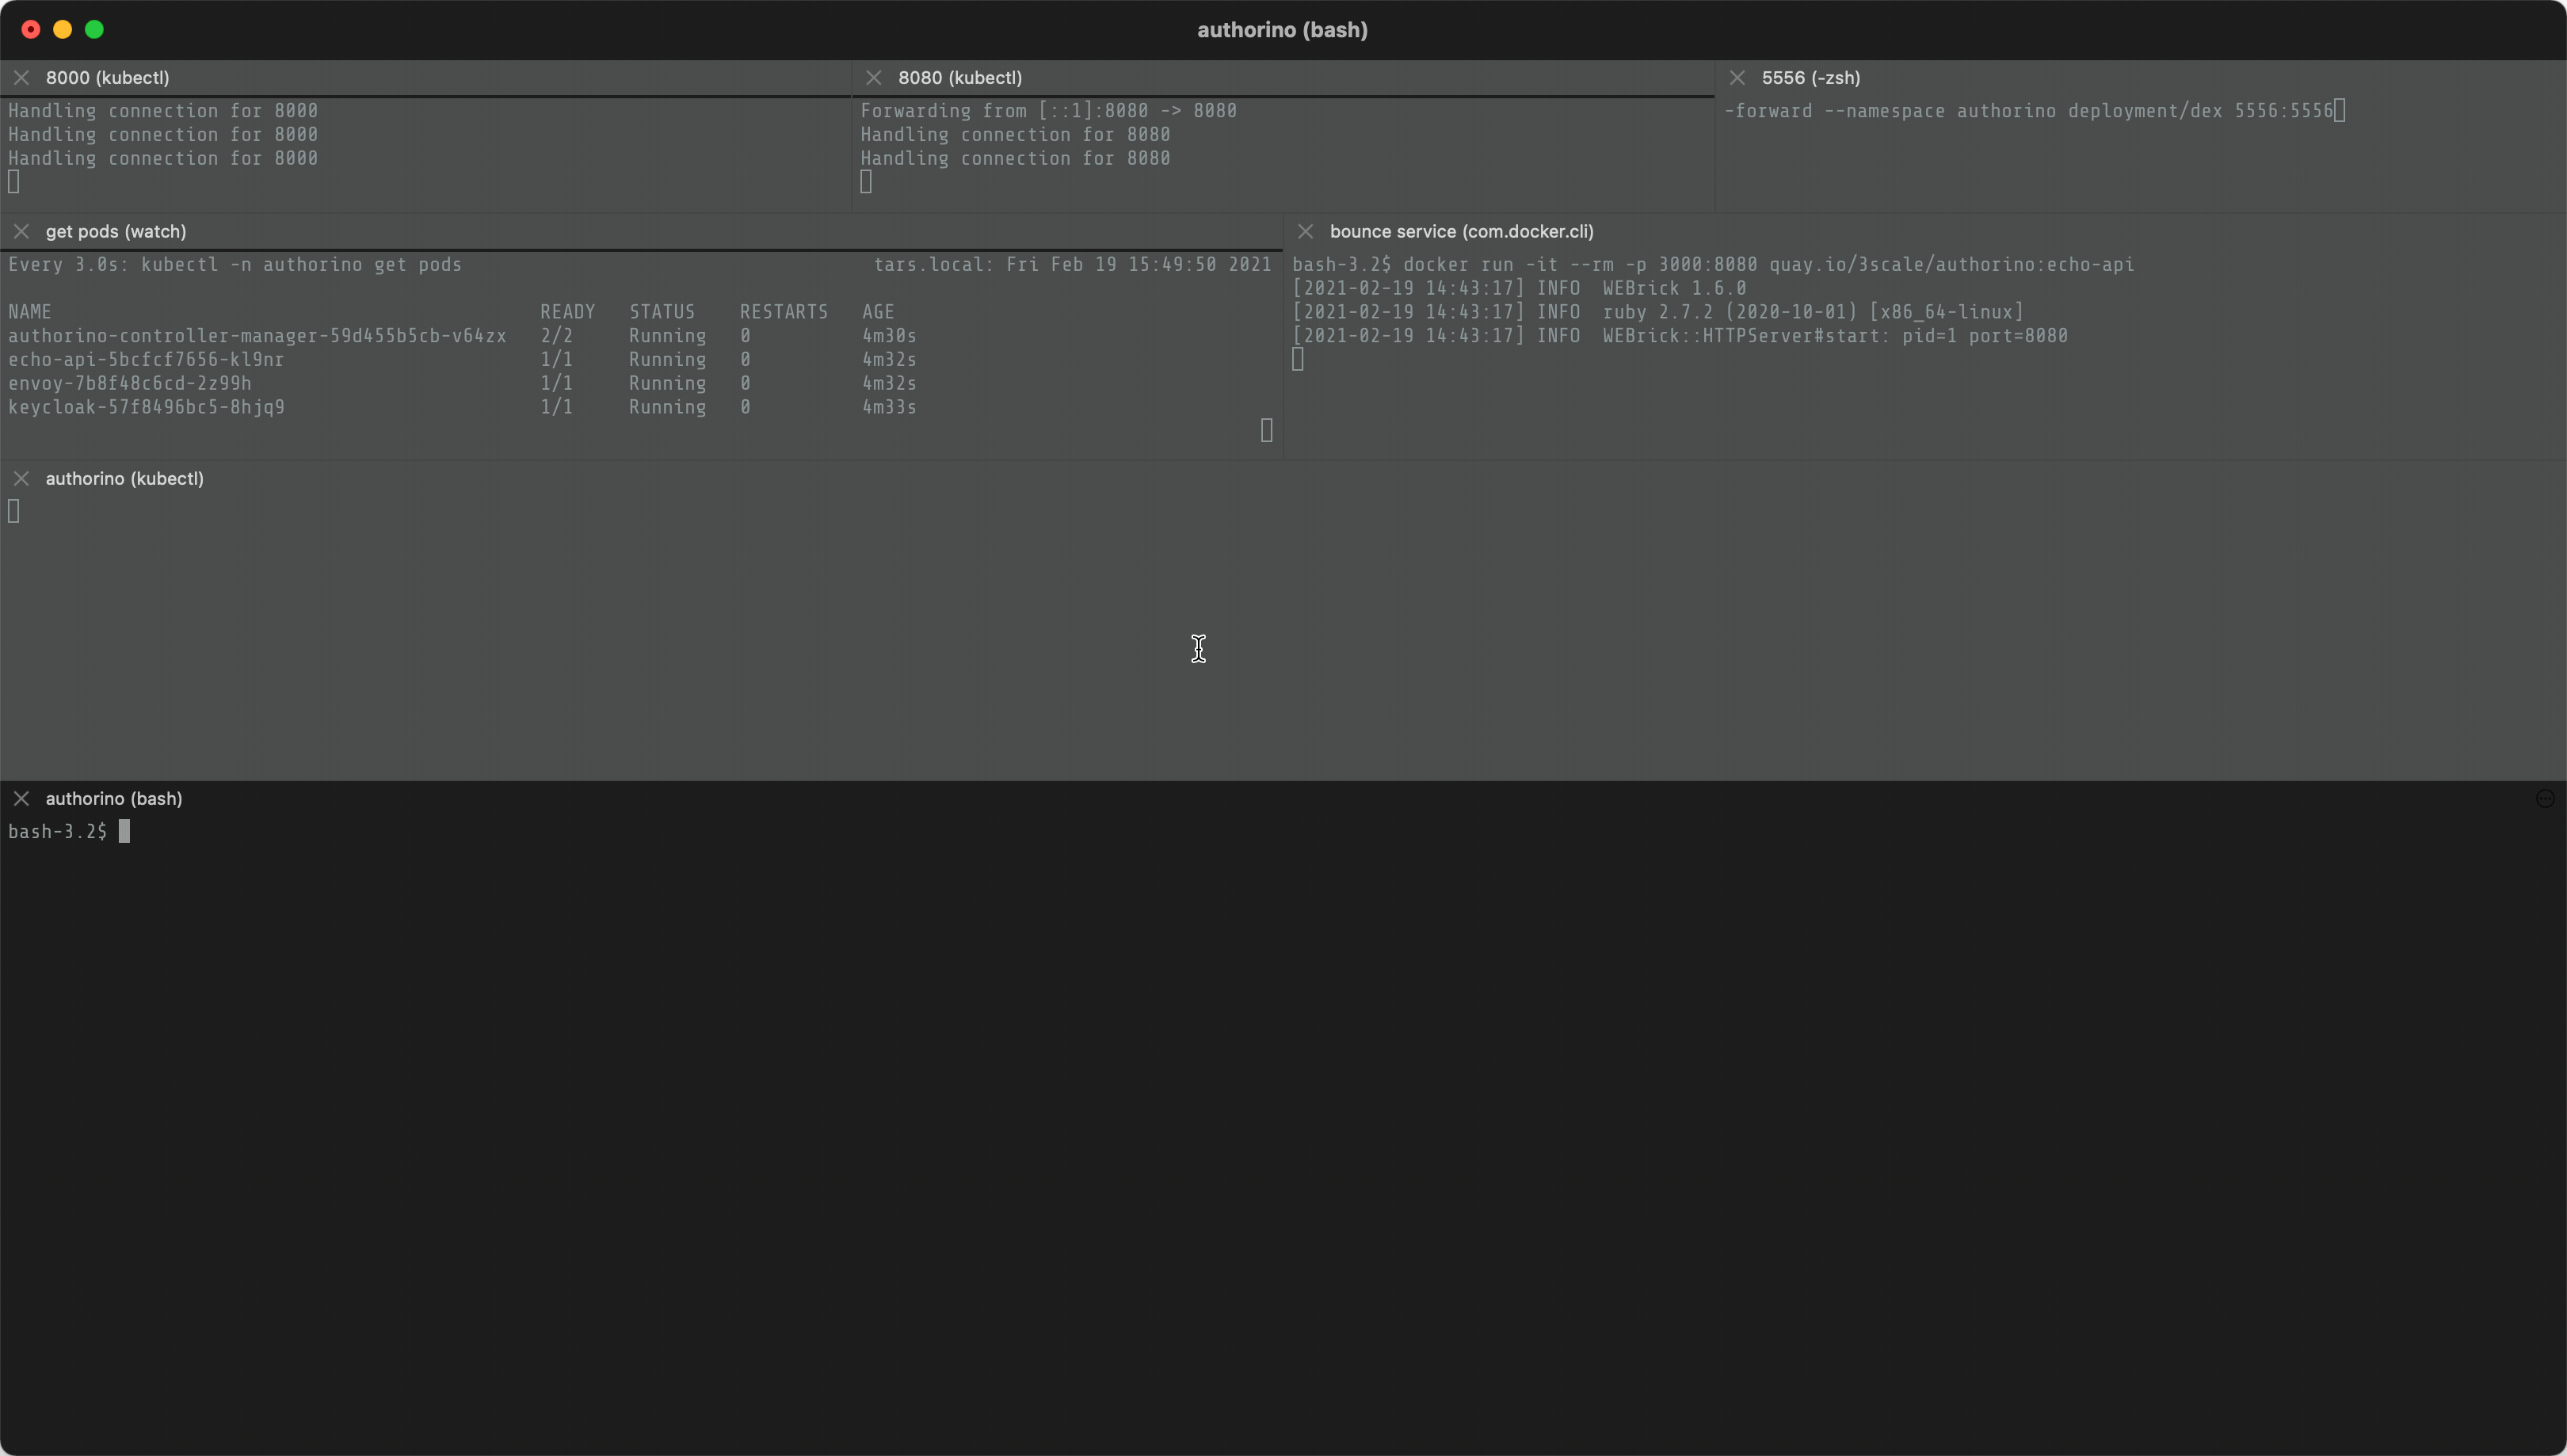 authorino (bash)
8000 (kubectl)
Handling connection for 8000
Handling connection for 8000
Handling connection for 8000
8080 (kubectl)
Forwarding from [::1]:8080 -> 8080
Handling connection for 8080
Handling connection for 8080
5556 (-zsh)
-forward --namespace authorino deployment/dex 5556:5556
get pods (watch)
Every 3.0s: kubectl -n authorino get pods tars.local: Fri Feb 19 15:49:50 2021
NAME READY STATUS RESTARTS AGE
authorino-controller-manager-59d455b5cb-v64zx 2/2 Running 0 4m30s
echo-api-5bcfcf7656-kl9nr 1/1 Running 0 4m32s
envoy-7b8f48c6cd-2z99h 1/1 Running 0 4m32s
keycloak-57f8496bc5-8hjq9 1/1 Running 0 4m33s
bounce service (com.docker.cli)
bash-3.2$ docker run -it --rm -p 3000:8080 quay.io/3scale/authorino:echo-api
[2021-02-19 14:43:17] INFO  WEBrick 1.6.0
[2021-02-19 14:43:17] INFO  ruby 2.7.2 (2020-10-01) [x86_64-linux]
[2021-02-19 14:43:17] INFO  WEBrick::HTTPServer#start: pid=1 port=8080
authorino (kubectl)
authorino (bash)
bash-3.2$